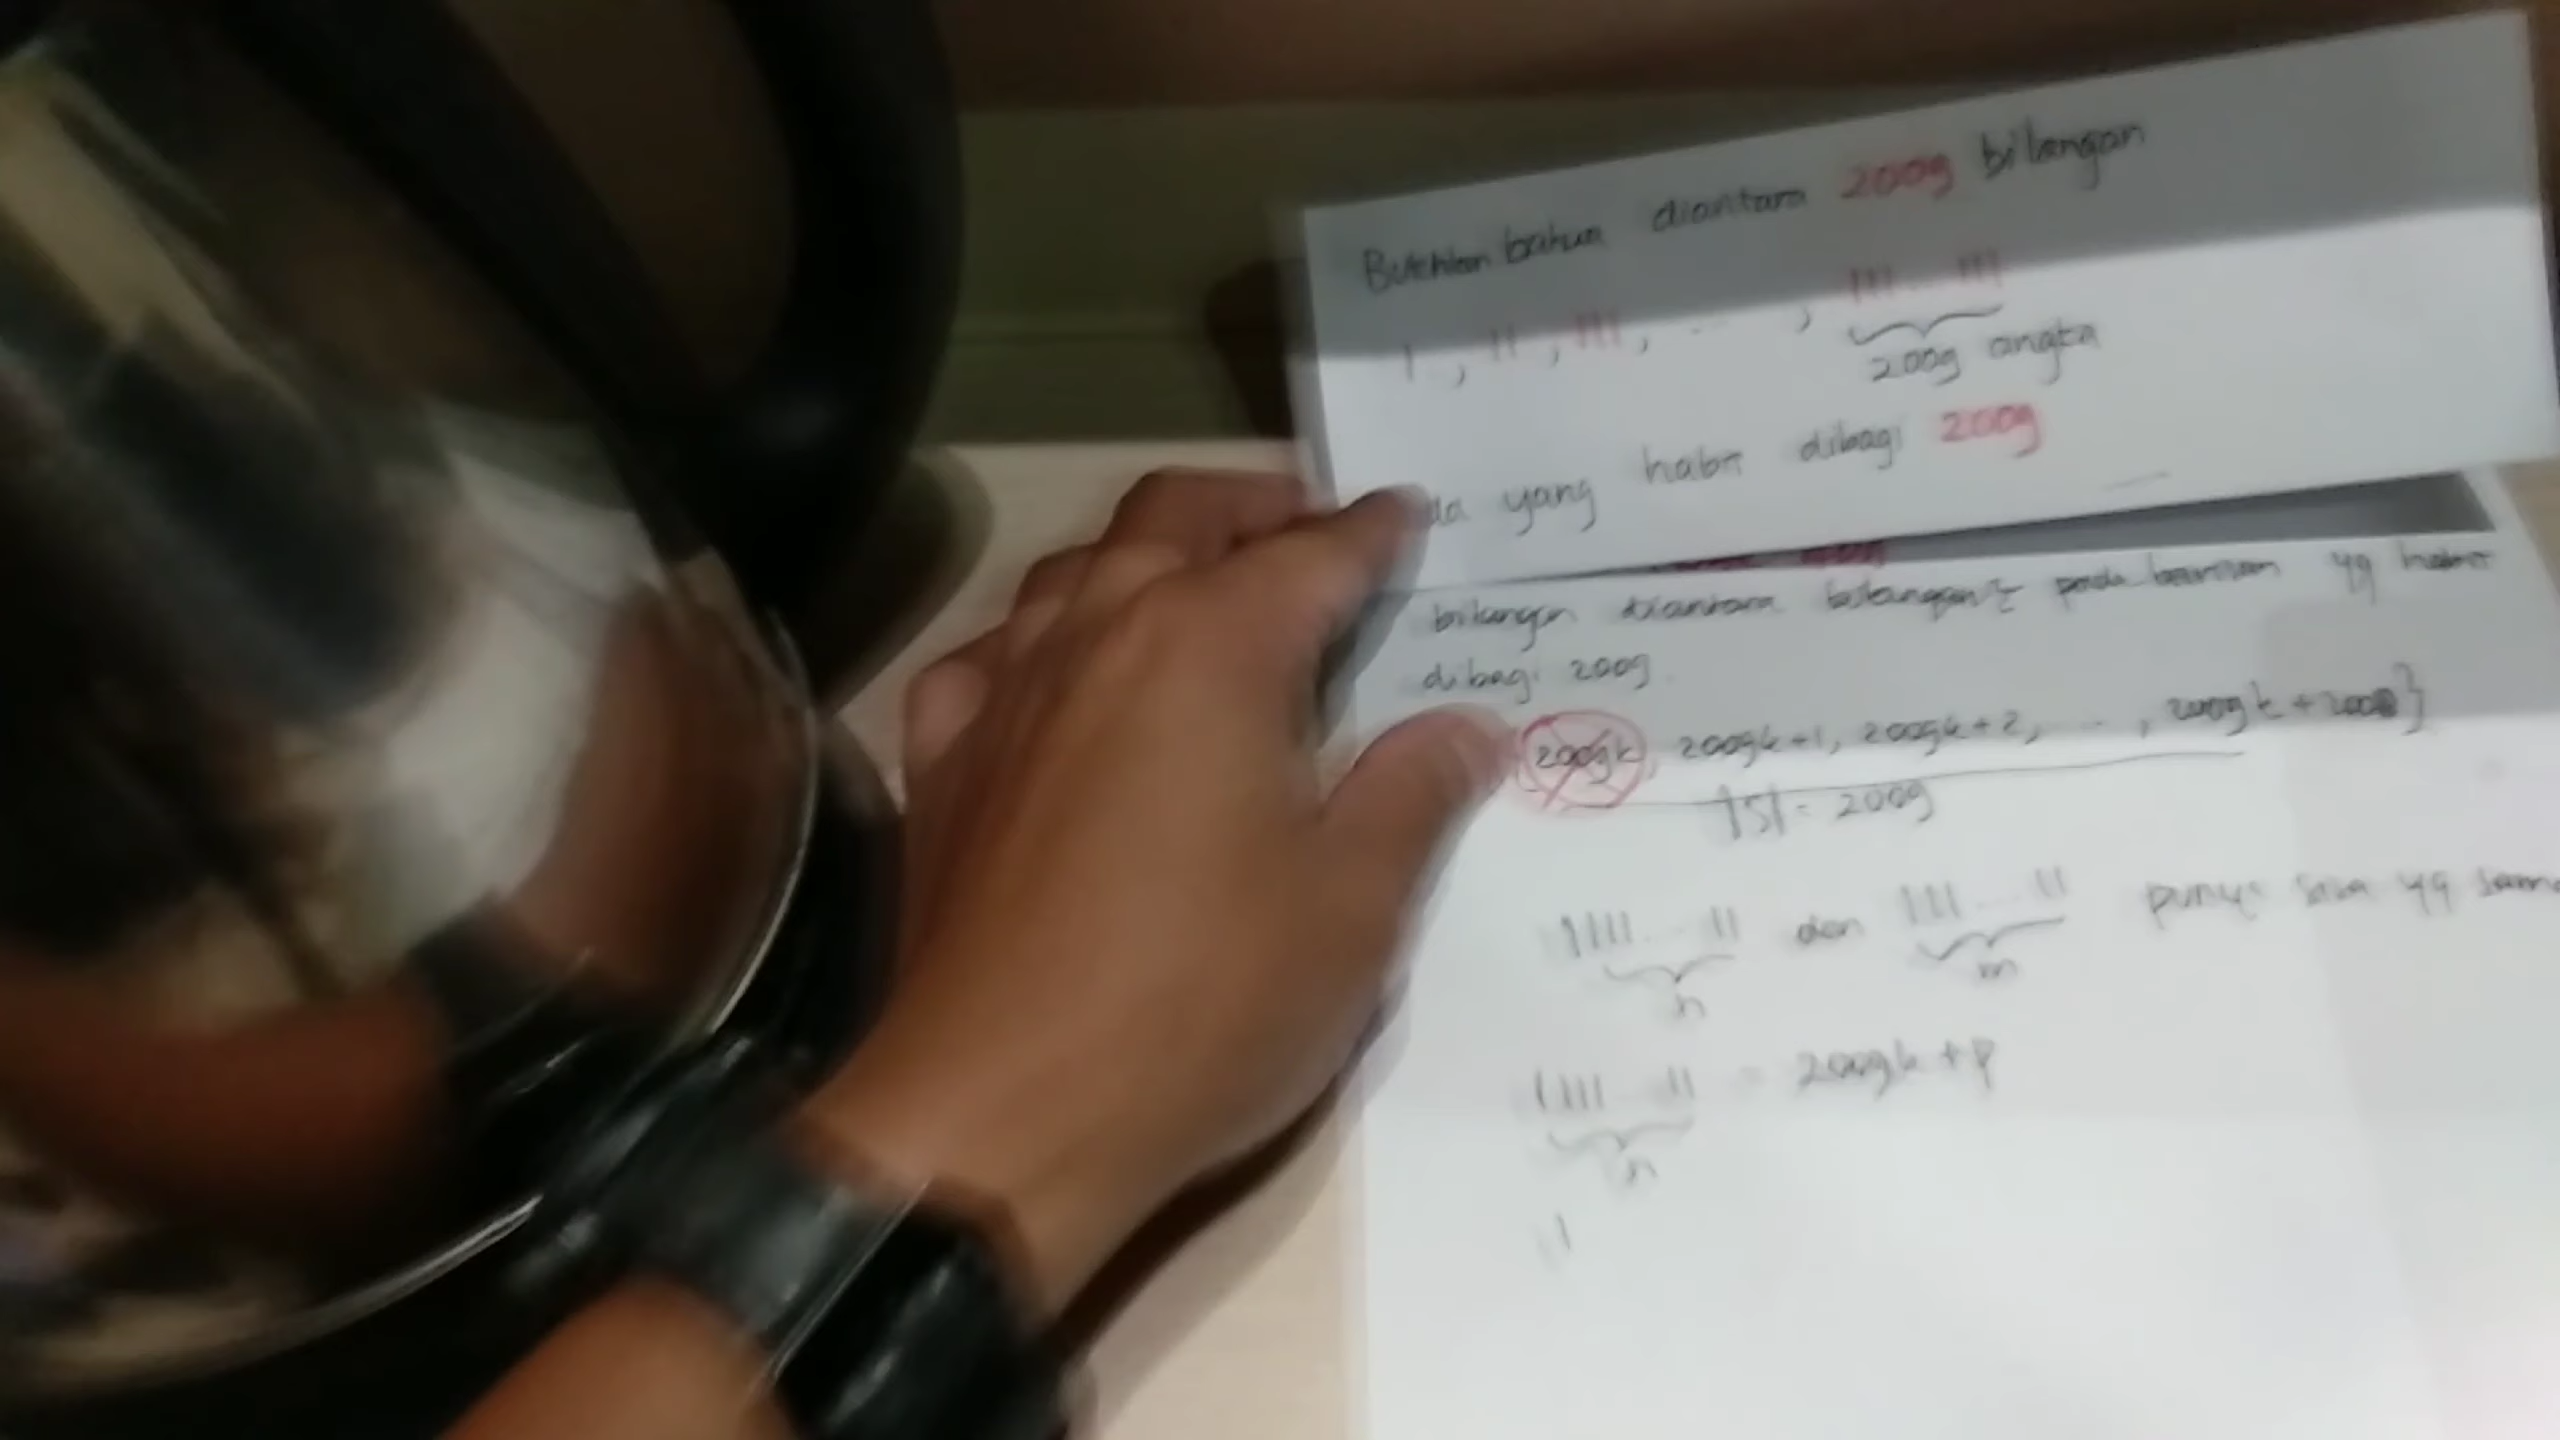 Buktikan bahwa diantara 2009 bilangan
1 , 11 , 111 , ... , 111...111
2009 angka
da yang habis dibagi 2009
bilangan diantara bilangan2 pada barisan yg habis
dibagi 2009
2009k, 2009k+1, 2009k+2, ... , 2009k+2008}
|S| = 2009
1111...11 dan 111...11 punya sisa yg sama
n m
1111...11 = 2009k+p
n
11